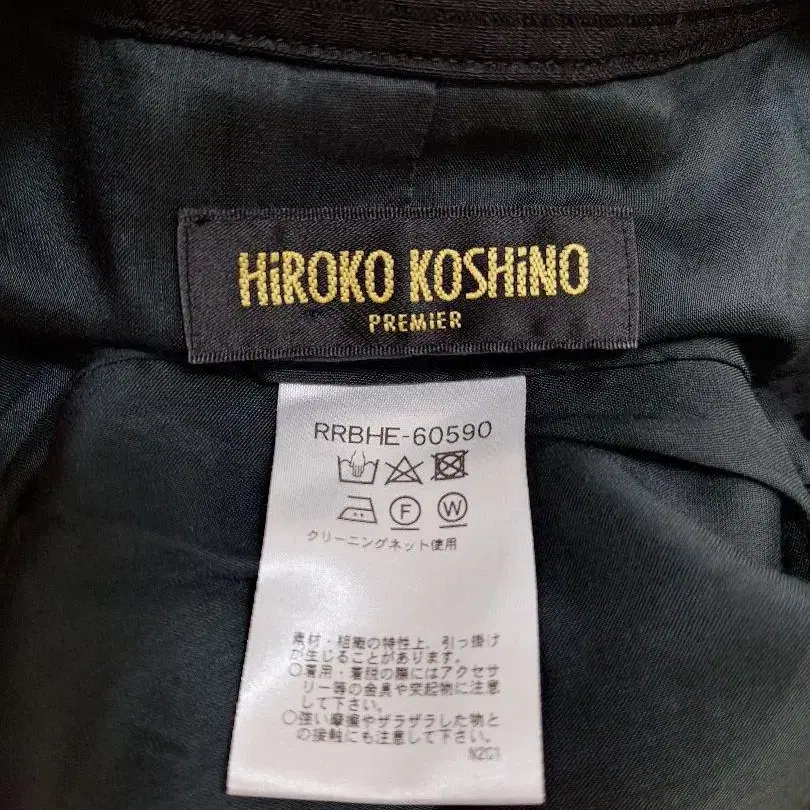 HiROKO KOSHiNO
PREMiER
RRBHE-60590
F W
クリーニングネット使用
素材・組織の特性上、引っ掛け
が生じることがあります。
○着用・着脱の際にはアクセサ
リー等の金具や突起物に注意
して下さい。
○強い摩擦やザラザラした物と
の接触にも注意して下さい。
N2C1